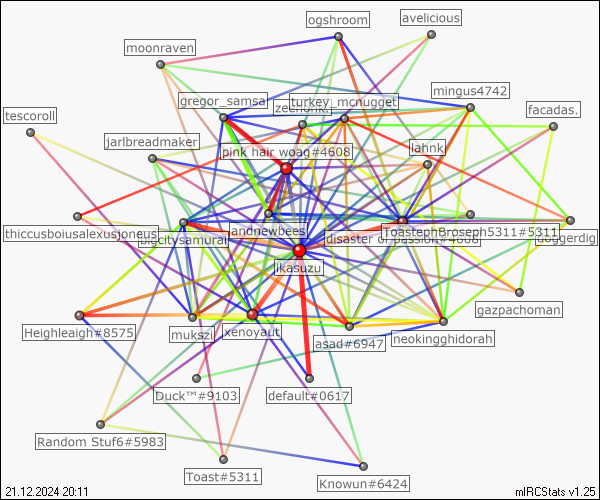 ogshroom
avelicious
moonraven
mingus4742
gregor_samsa
turkey_mcnugget
tescoroll
facadas.
jarlbreadmaker
lahnk
pink hair woag#4608
thiccusboiusalexusjoneus
bigcitysamurai
andnewbees
disaster of passion#4608
ToastephBroseph5311#5311
doggerdig
ikasuzu
gazpachoman
Heighleaigh#8575
mukszi
xenoyaut
asad#6947
neokingghidorah
Duck™#9103
default#0617
Random Stuf6#5983
Toast#5311
Knowun#6424
21.12.2024 20:11
mIRCStats v1.25